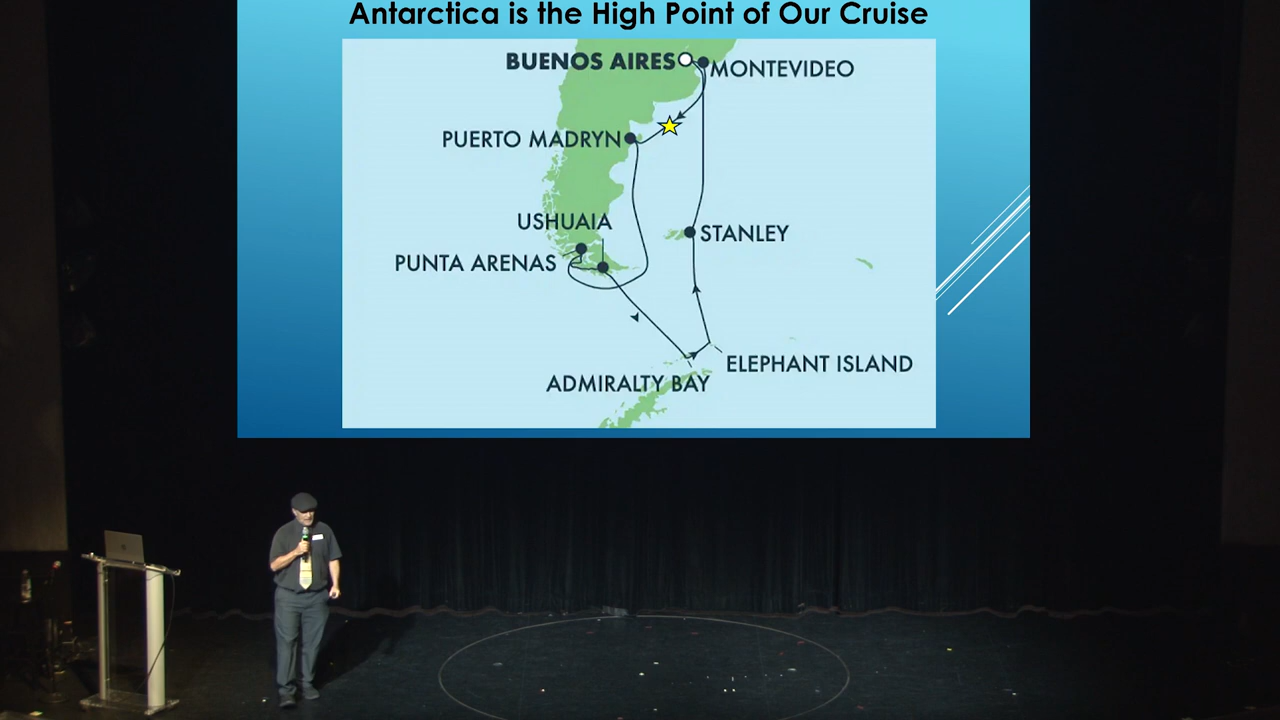 Antarctica is the High Point of Our Cruise
BUENOS AIRES
MONTEVIDEO
PUERTO MADRYN
USHUAIA
STANLEY
PUNTA ARENAS
ELEPHANT ISLAND
ADMIRALTY BAY